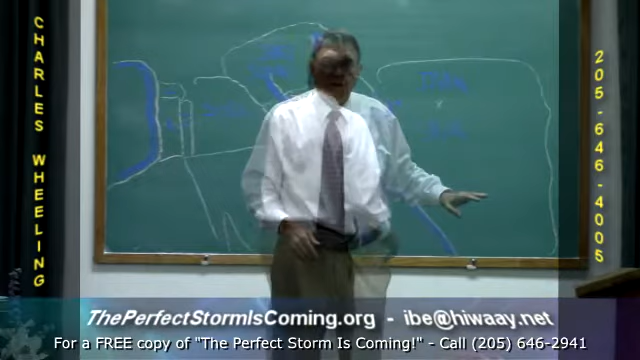 CHARLES WHEELING
205-646-4005
ThePerfectStormIsComing.org - ibe@hiwaay.net
For a FREE copy of "The Perfect Storm Is Coming!" - Call (205) 646-2941